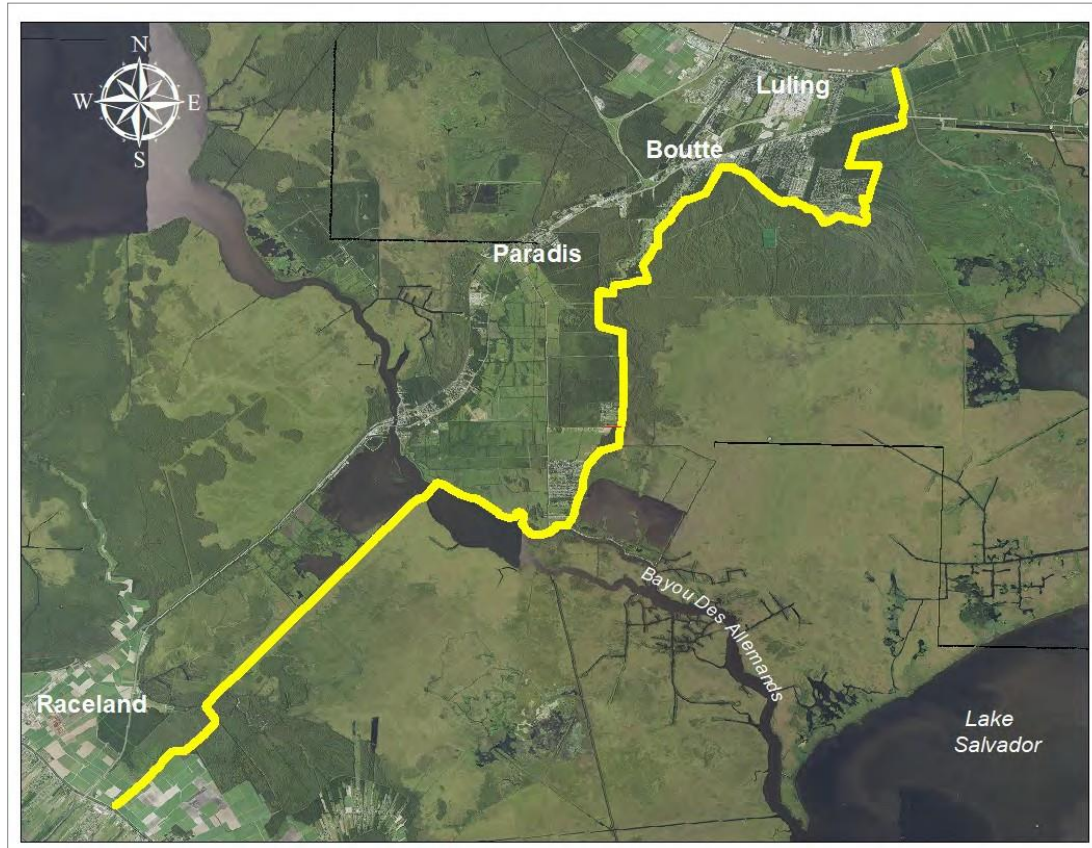 N
W E
S
Luling
Boutte
Paradis
Bayou Des Allemands
Raceland
Lake
Salvador